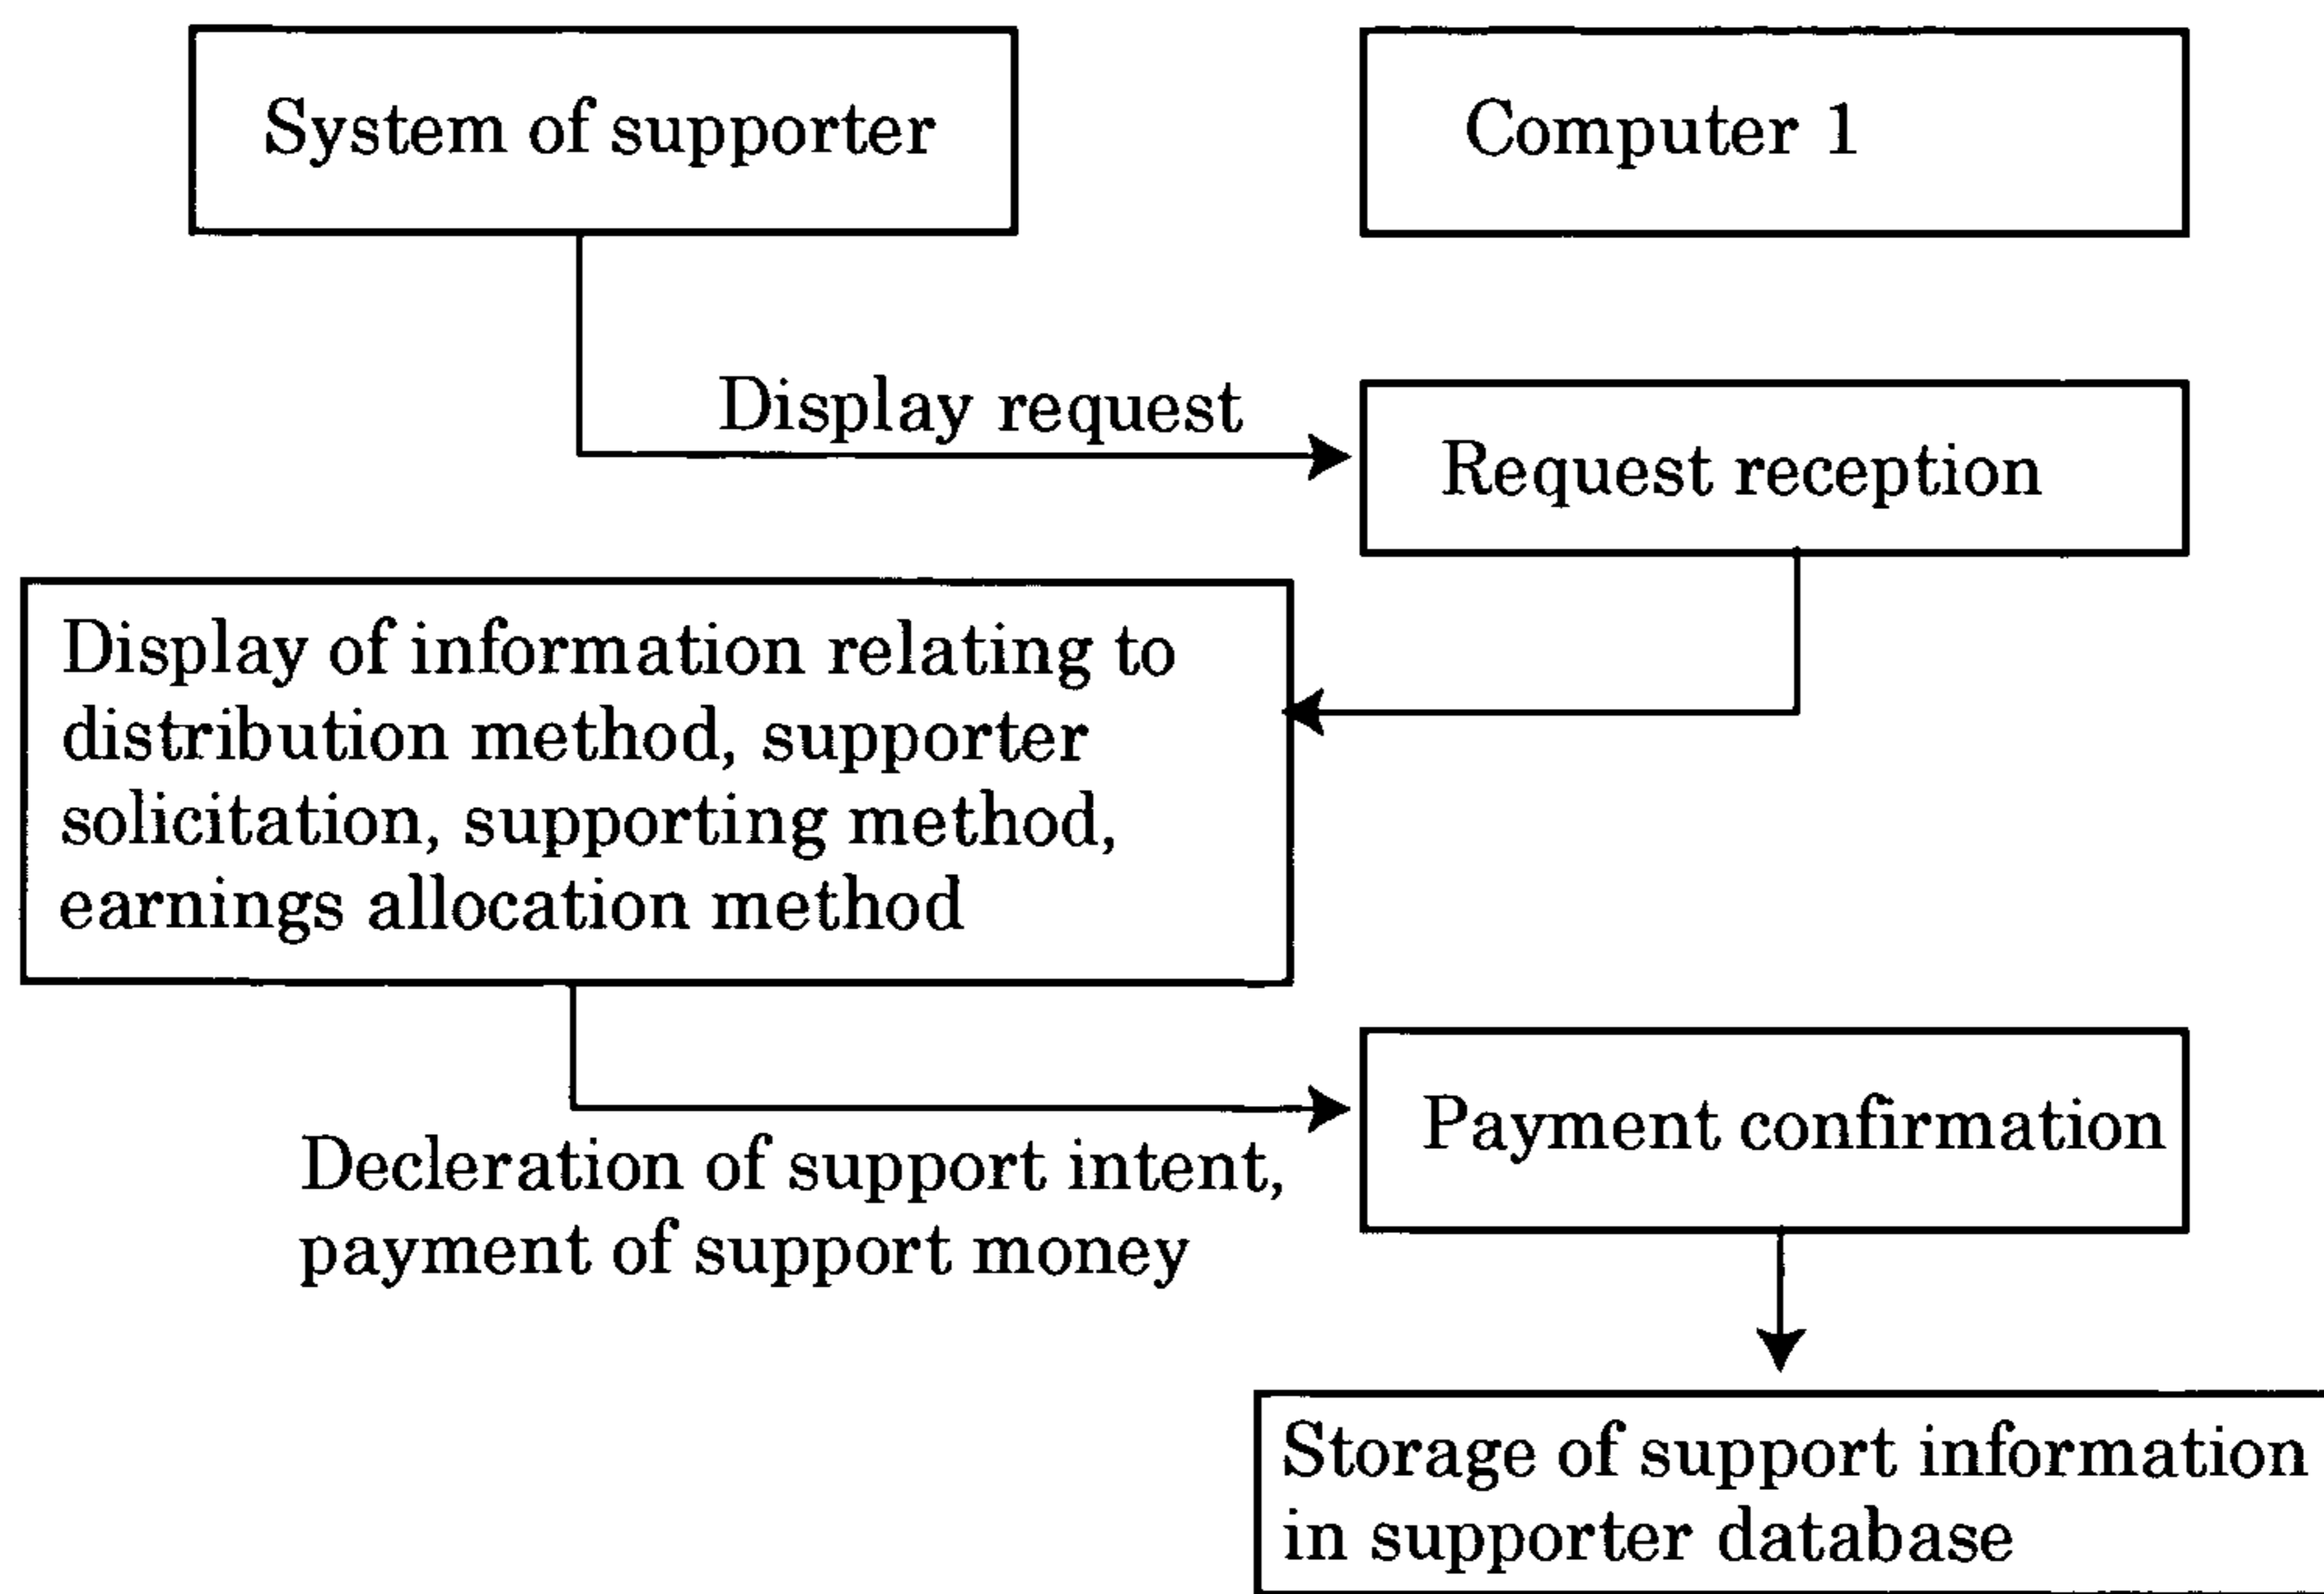 System of supporter
Computer 1
Display request
Request reception
Display of information relating to
distribution method, supporter
solicitation, supporting method,
earnings allocation method
Decleration of support intent,
payment of support money
Payment confirmation
Storage of support information
in supporter database